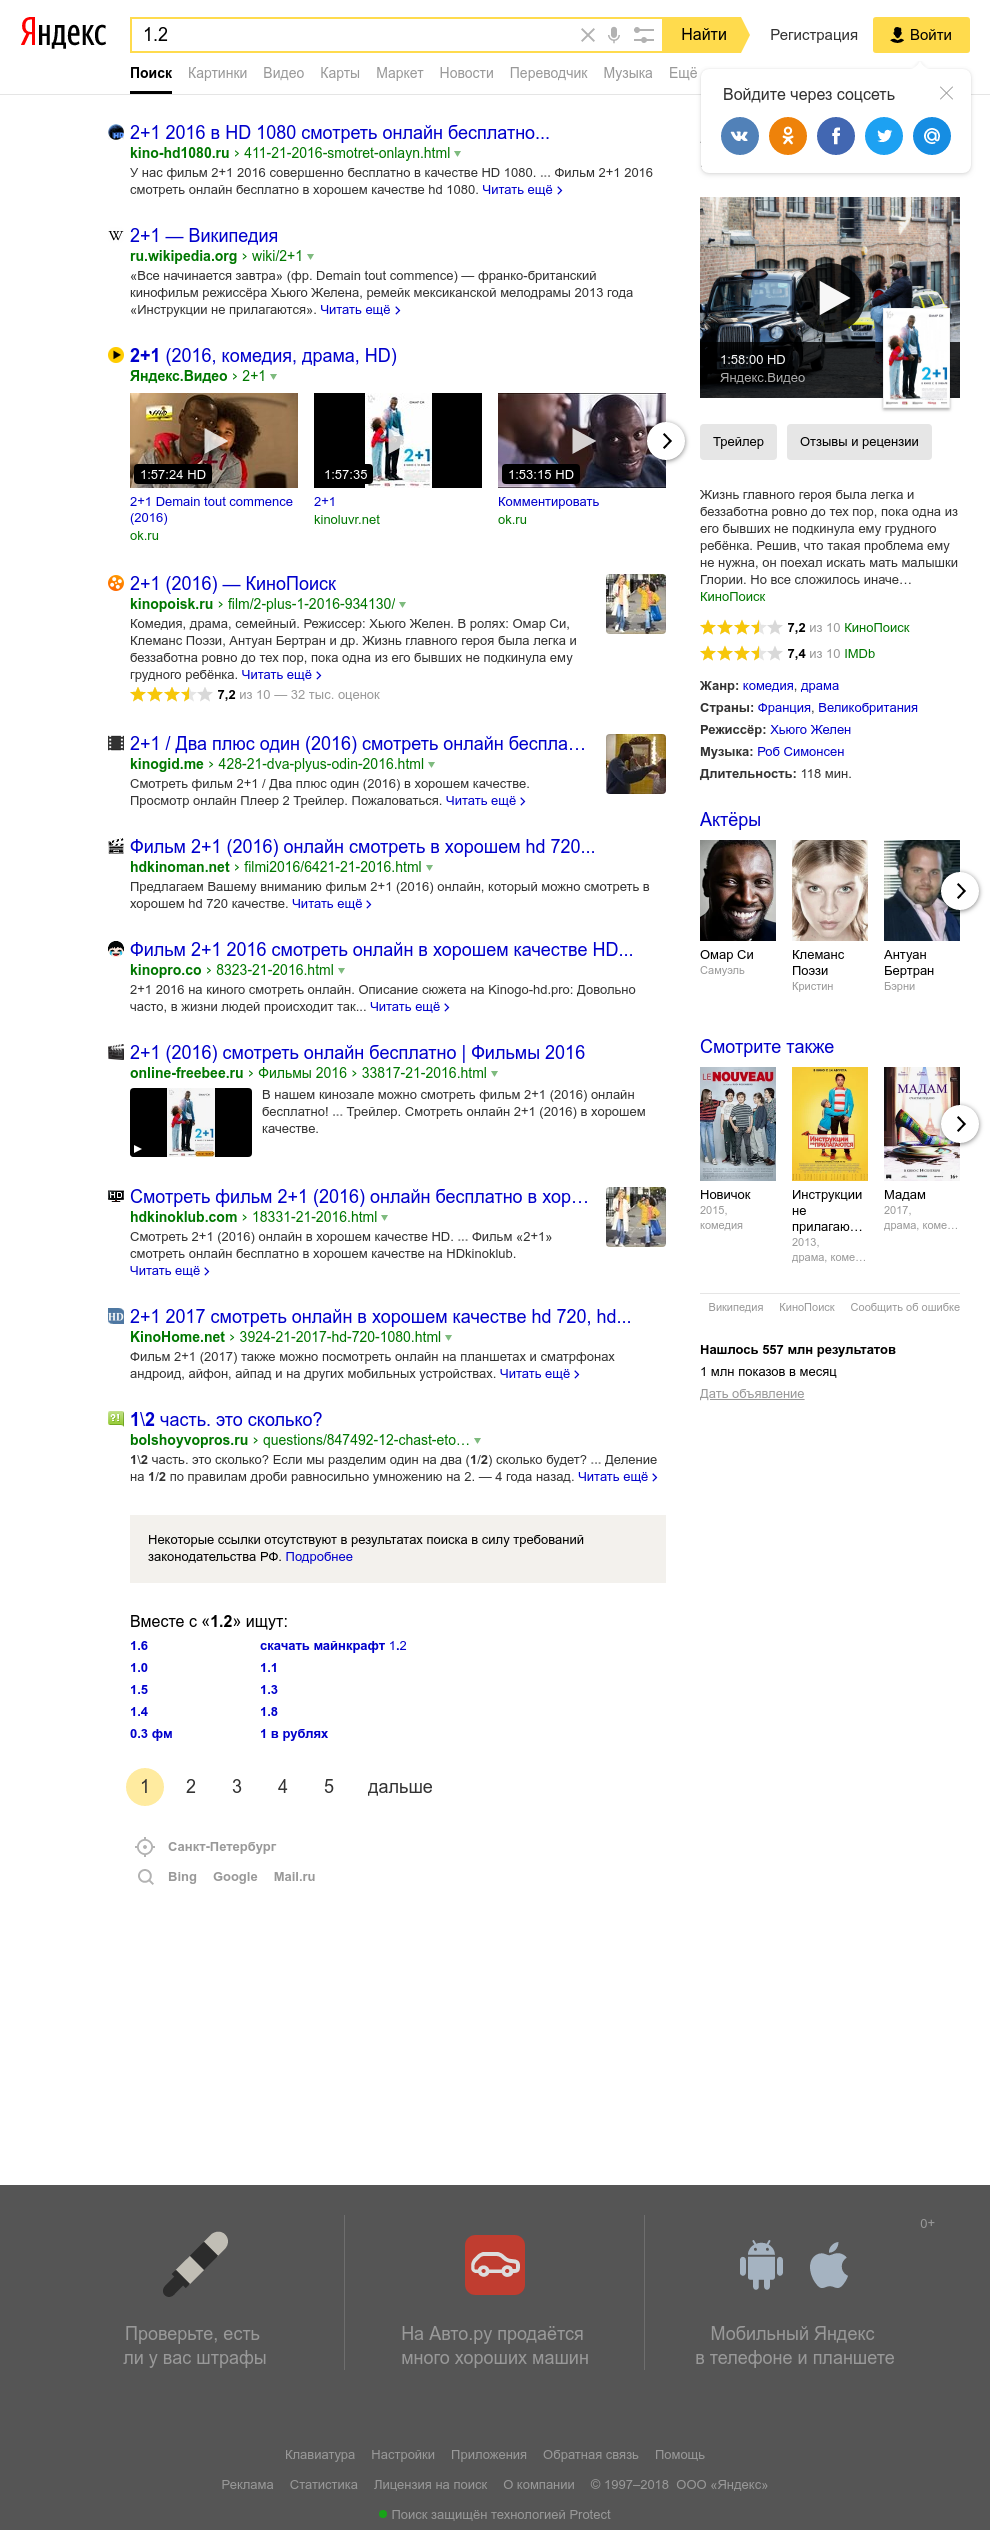 Яндекс
1.2
Найти
Регистрация
Войти
Поиск Картинки Видео Карты Маркет Новости Переводчик Музыка Ещё
Войдите через соцсеть
2+1 2016 в HD 1080 смотреть онлайн бесплатно...
kino-hd1080.ru › 411-21-2016-smotret-onlayn.html
У нас фильм 2+1 2016 совершенно бесплатно в качестве HD 1080. ... Фильм 2+1 2016
смотреть онлайн бесплатно в хорошем качестве hd 1080. Читать ещё ›
2+1 — Википедия
ru.wikipedia.org › wiki/2+1
«Все начинается завтра» (фр. Demain tout commence) — франко-британский
кинофильм режиссёра Хьюго Желена, ремейк мексиканской мелодрамы 2013 года
«Инструкции не прилагаются». Читать ещё ›
2+1 (2016, комедия, драма, HD)
Яндекс.Видео › 2+1
1:57:24 HD
2+1 Demain tout commence
(2016)
ok.ru
2+1
1:57:35
2+1
kinoluvr.net
1:53:15 HD
Комментировать
ok.ru
2+1 (2016) — КиноПоиск
kinopoisk.ru › film/2-plus-1-2016-934130/
Комедия, драма, семейный. Режиссер: Хьюго Желен. В ролях: Омар Си,
Клеманс Поэзи, Антуан Бертран и др. Жизнь главного героя была легка и
беззаботна ровно до тех пор, пока одна из его бывших не подкинула ему
грудного ребёнка. Читать ещё ›
7,2 из 10 — 32 тыс. оценок
2+1 / Два плюс один (2016) смотреть онлайн беспла...
kinogid.me › 428-21-dva-plyus-odin-2016.html
Смотреть фильм 2+1 / Два плюс один (2016) в хорошем качестве.
Просмотр онлайн Плеер 2 Трейлер. Пожаловаться. Читать ещё ›
Фильм 2+1 (2016) онлайн смотреть в хорошем hd 720...
hdkinoman.net › filmi2016/6421-21-2016.html
Предлагаем Вашему вниманию фильм 2+1 (2016) онлайн, который можно смотреть в
хорошем hd 720 качестве. Читать ещё ›
Фильм 2+1 2016 смотреть онлайн в хорошем качестве HD...
kinopro.co › 8323-21-2016.html
2+1 2016 на киного смотреть онлайн. Описание сюжета на Kinogo-hd.pro: Довольно
часто, в жизни людей происходит так... Читать ещё ›
2+1 (2016) смотреть онлайн бесплатно | Фильмы 2016
online-freebee.ru › Фильмы 2016 › 33817-21-2016.html
2+1
В нашем кинозале можно смотреть фильм 2+1 (2016) онлайн
бесплатно! ... Трейлер. Смотреть онлайн 2+1 (2016) в хорошем
качестве.
HD
Смотреть фильм 2+1 (2016) онлайн бесплатно в хор...
hdkinoklub.com › 18331-21-2016.html
Смотреть 2+1 (2016) онлайн в хорошем качестве HD. ... Фильм «2+1»
смотреть онлайн бесплатно в хорошем качестве на HDkinoklub.
Читать ещё ›
HD
2+1 2017 смотреть онлайн в хорошем качестве hd 720, hd...
KinoHome.net › 3924-21-2017-hd-720-1080.html
Фильм 2+1 (2017) также можно посмотреть онлайн на планшетах и сматрфонах
андроид, айфон, айпад и на других мобильных устройствах. Читать ещё ›
1\2 часть. это сколько?
bolshoyvopros.ru › questions/847492-12-chast-eto...
1\2 часть. это сколько? Если мы разделим один на два (1/2) сколько будет? ... Деление
на 1/2 по правилам дроби равносильно умножению на 2. — 4 года назад. Читать ещё ›
Некоторые ссылки отсутствуют в результатах поиска в силу требований
законодательства РФ. Подробнее
Вместе с «1.2» ищут:
1.6 скачать майнкрафт 1.2
1.0 1.1
1.5 1.3
1.4 1.8
0.3 фм 1 в рублях
1 2 3 4 5 дальше
Санкт-Петербург
Bing Google Mail.ru
1:58:00 HD
Яндекс.Видео
ОМАР СИ
2+1
Трейлер
Отзывы и рецензии
Жизнь главного героя была легка и
беззаботна ровно до тех пор, пока одна из
его бывших не подкинула ему грудного
ребёнка. Решив, что такая проблема ему
не нужна, он поехал искать мать малышки
Глории. Но все сложилось иначе…
КиноПоиск
7,2 из 10 КиноПоиск
7,4 из 10 IMDb
Жанр: комедия, драма
Страны: Франция, Великобритания
Режиссёр: Хьюго Желен
Музыка: Роб Симонсен
Длительность: 118 мин.
Актёры
Омар Си
Самуэль
Клеманс
Поэзи
Кристин
Антуан
Бертран
Бэрни
Смотрите также
LE NOUVEAU
ИНСТРУКЦИИ
НЕ ПРИЛАГАЮТСЯ
МАДАМ
Новичок
2015,
комедия
Инструкции
не
прилагаю...
2013,
драма, коме...
Мадам
2017,
драма, коме...
Википедия КиноПоиск Сообщить об ошибке
Нашлось 557 млн результатов
1 млн показов в месяц
Дать объявление
0+
Проверьте, есть
ли у вас штрафы
На Авто.ру продаётся
много хороших машин
Мобильный Яндекс
в телефоне и планшете
Клавиатура Настройки Приложения Обратная связь Помощь
Реклама Статистика Лицензия на поиск О компании © 1997–2018 ООО «Яндекс»
Поиск защищён технологией Protect